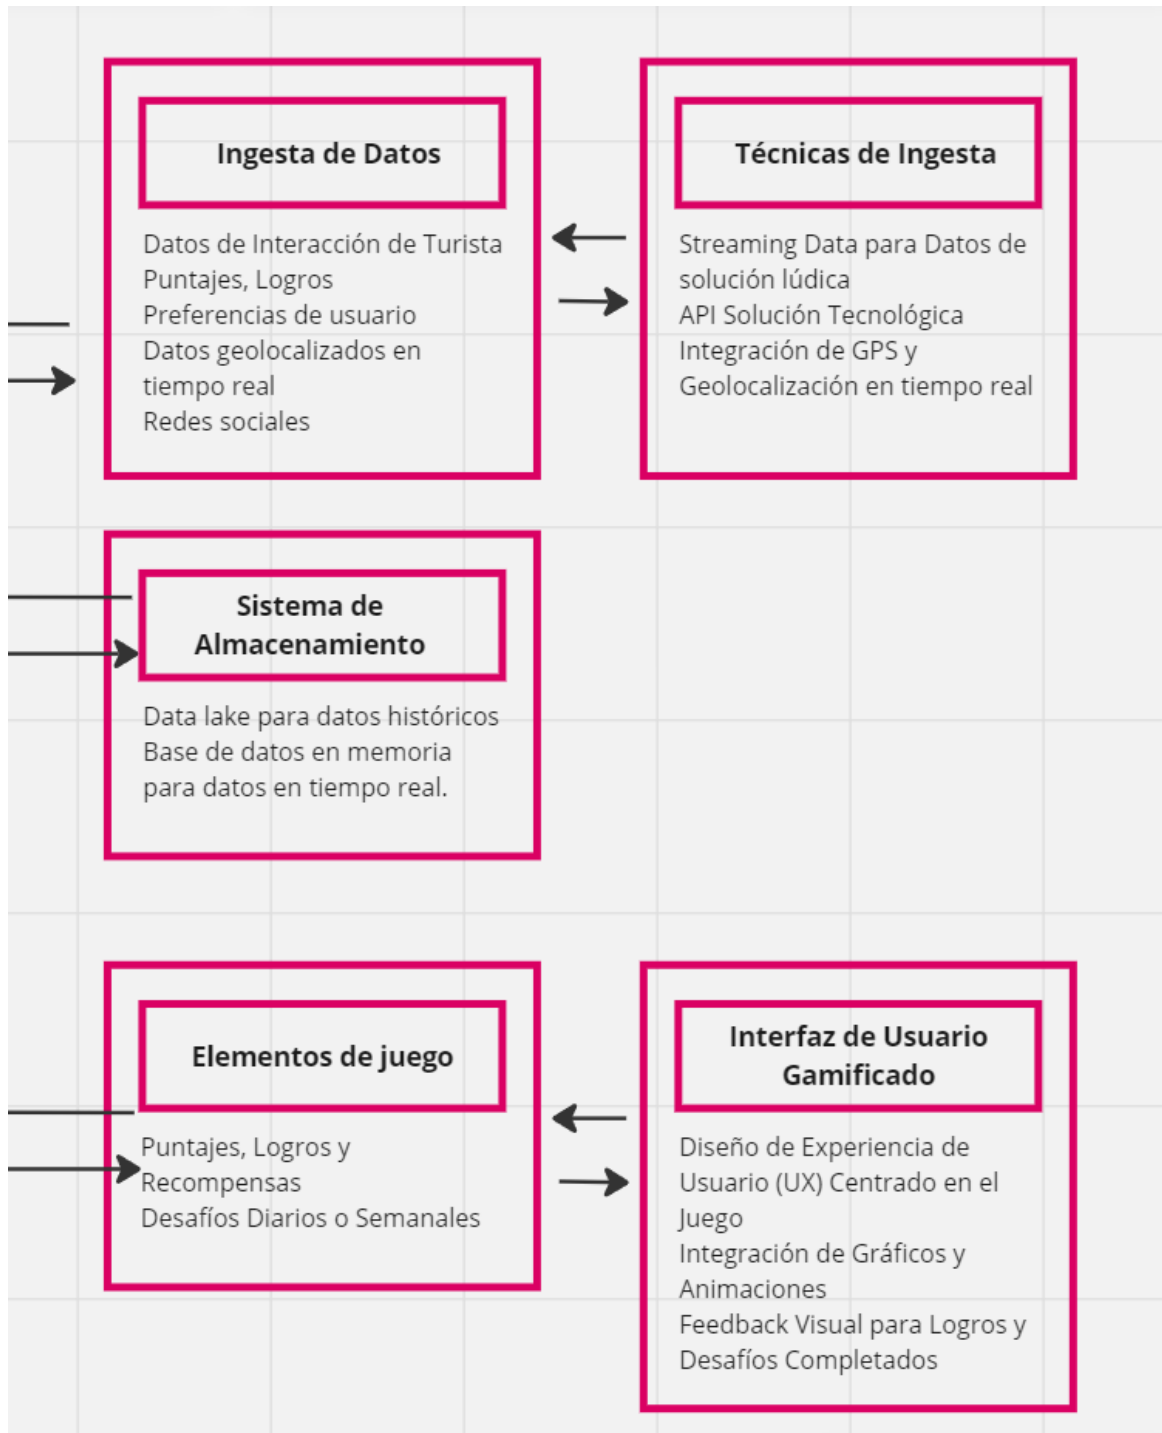 Ingesta de Datos
Datos de Interacción de Turista
Puntajes, Logros
Preferencias de usuario
Datos geolocalizados en
tiempo real
Redes sociales
Técnicas de Ingesta
Streaming Data para Datos de
solución lúdica
API Solución Tecnológica
Integración de GPS y
Geolocalización en tiempo real
Sistema de
Almacenamiento
Data lake para datos históricos
Base de datos en memoria
para datos en tiempo real.
Elementos de juego
Puntajes, Logros y
Recompensas
Desafíos Diarios o Semanales
Interfaz de Usuario
Gamificado
Diseño de Experiencia de
Usuario (UX) Centrado en el
Juego
Integración de Gráficos y
Animaciones
Feedback Visual para Logros y
Desafíos Completados